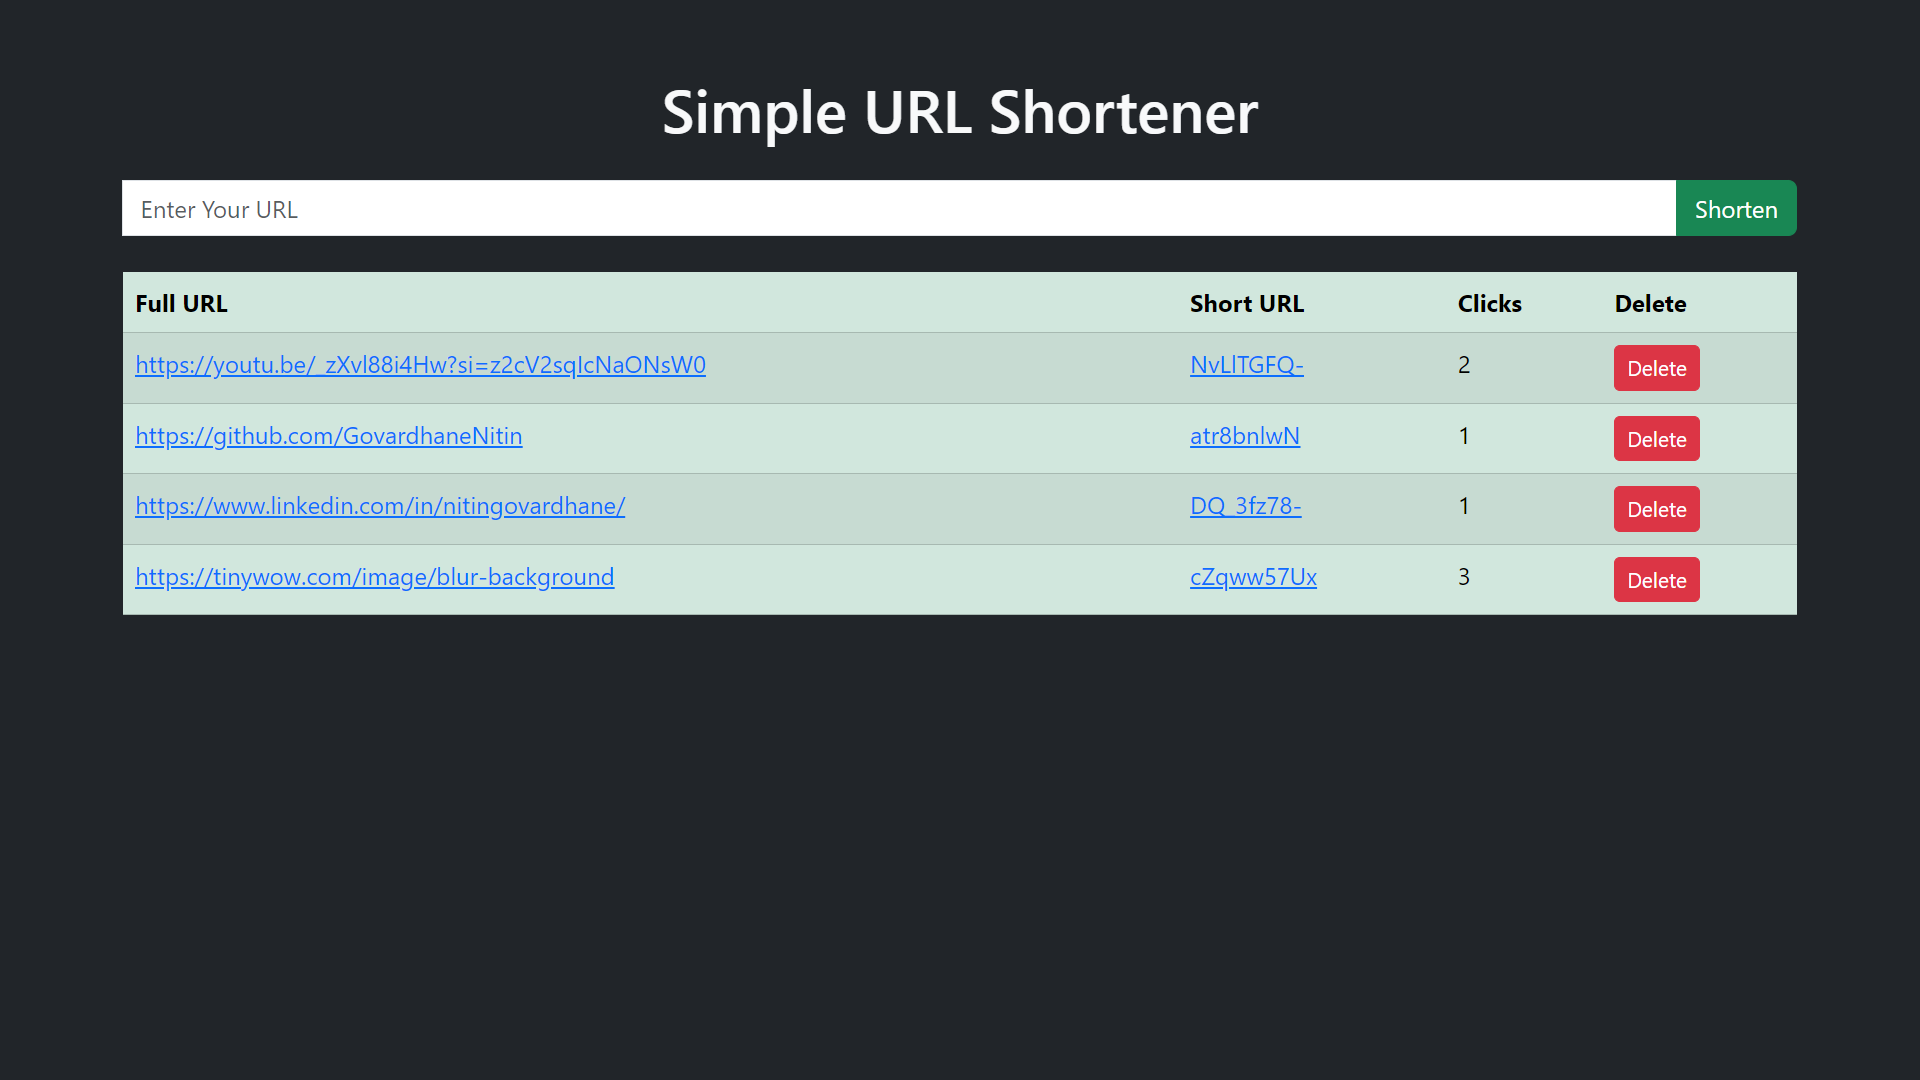 Simple URL Shortener
Enter Your URL Shorten
Full URL Short URL Clicks Delete
https://youtu.be/_zXvl88i4Hw?si=z2cV2sqIcNaONsW0 NvLlTGFQ- 2 Delete
https://github.com/GovardhaneNitin atr8bnlwN 1 Delete
https://www.linkedin.com/in/nitingovardhane/ DQ_3fz78- 1 Delete
https://tinywow.com/image/blur-background cZqww57Ux 3 Delete